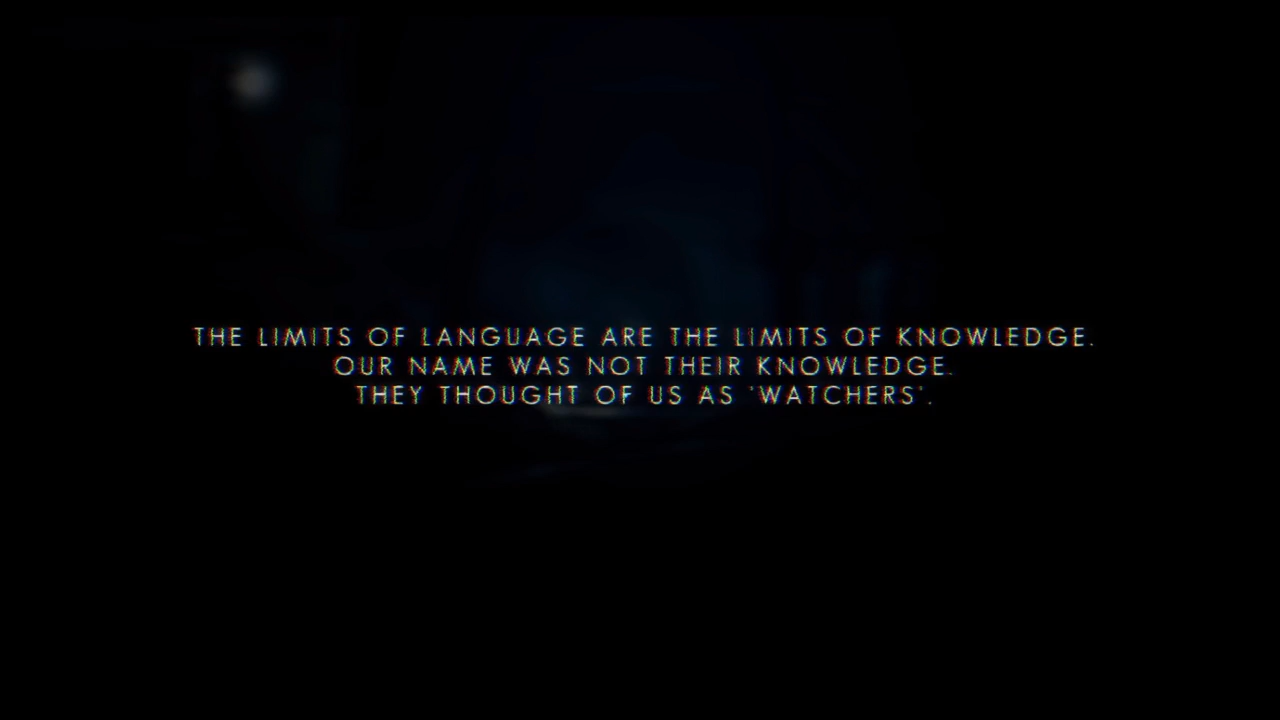 THE LIMITS OF LANGUAGE ARE THE LIMITS OF KNOWLEDGE.
OUR NAME WAS NOT THEIR KNOWLEDGE.
THEY THOUGHT OF US AS 'WATCHERS'.